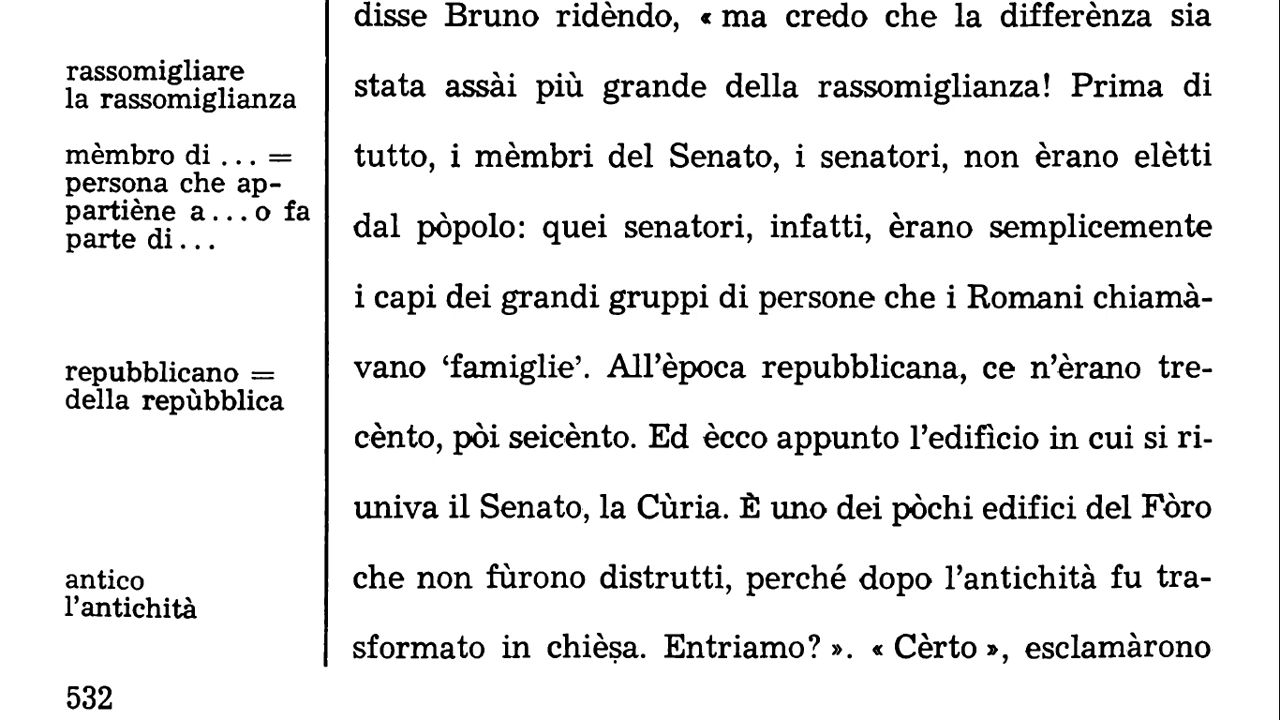 disse Bruno ridèndo, « ma credo che la differènza sia
rassomigliare
la rassomiglianza
stata assài più grande della rassomiglianza! Prima di
mèmbro di ... =
persona che ap-
partiène a...o fa
parte di...
tutto, i mèmbri del Senato, i senatori, non èrano elètti
dal pòpolo: quei senatori, infatti, èrano semplicemente
i capi dei grandi gruppi di persone che i Romani chiamà-
repubblicano =
della repùbblica
vano ‘famiglie’. All’època repubblicana, ce n’èrano tre-
cènto, pòi seicènto. Ed ècco appunto l’edifìcio in cui si ri-
univa il Senato, la Cùria. È uno dei pòchi edifici del Fòro
antico
l’antichità
che non fùrono distrutti, perché dopo l’antichità fu tra-
sformato in chièṣa. Entriamo? ». « Cèrto », esclamàrono
532